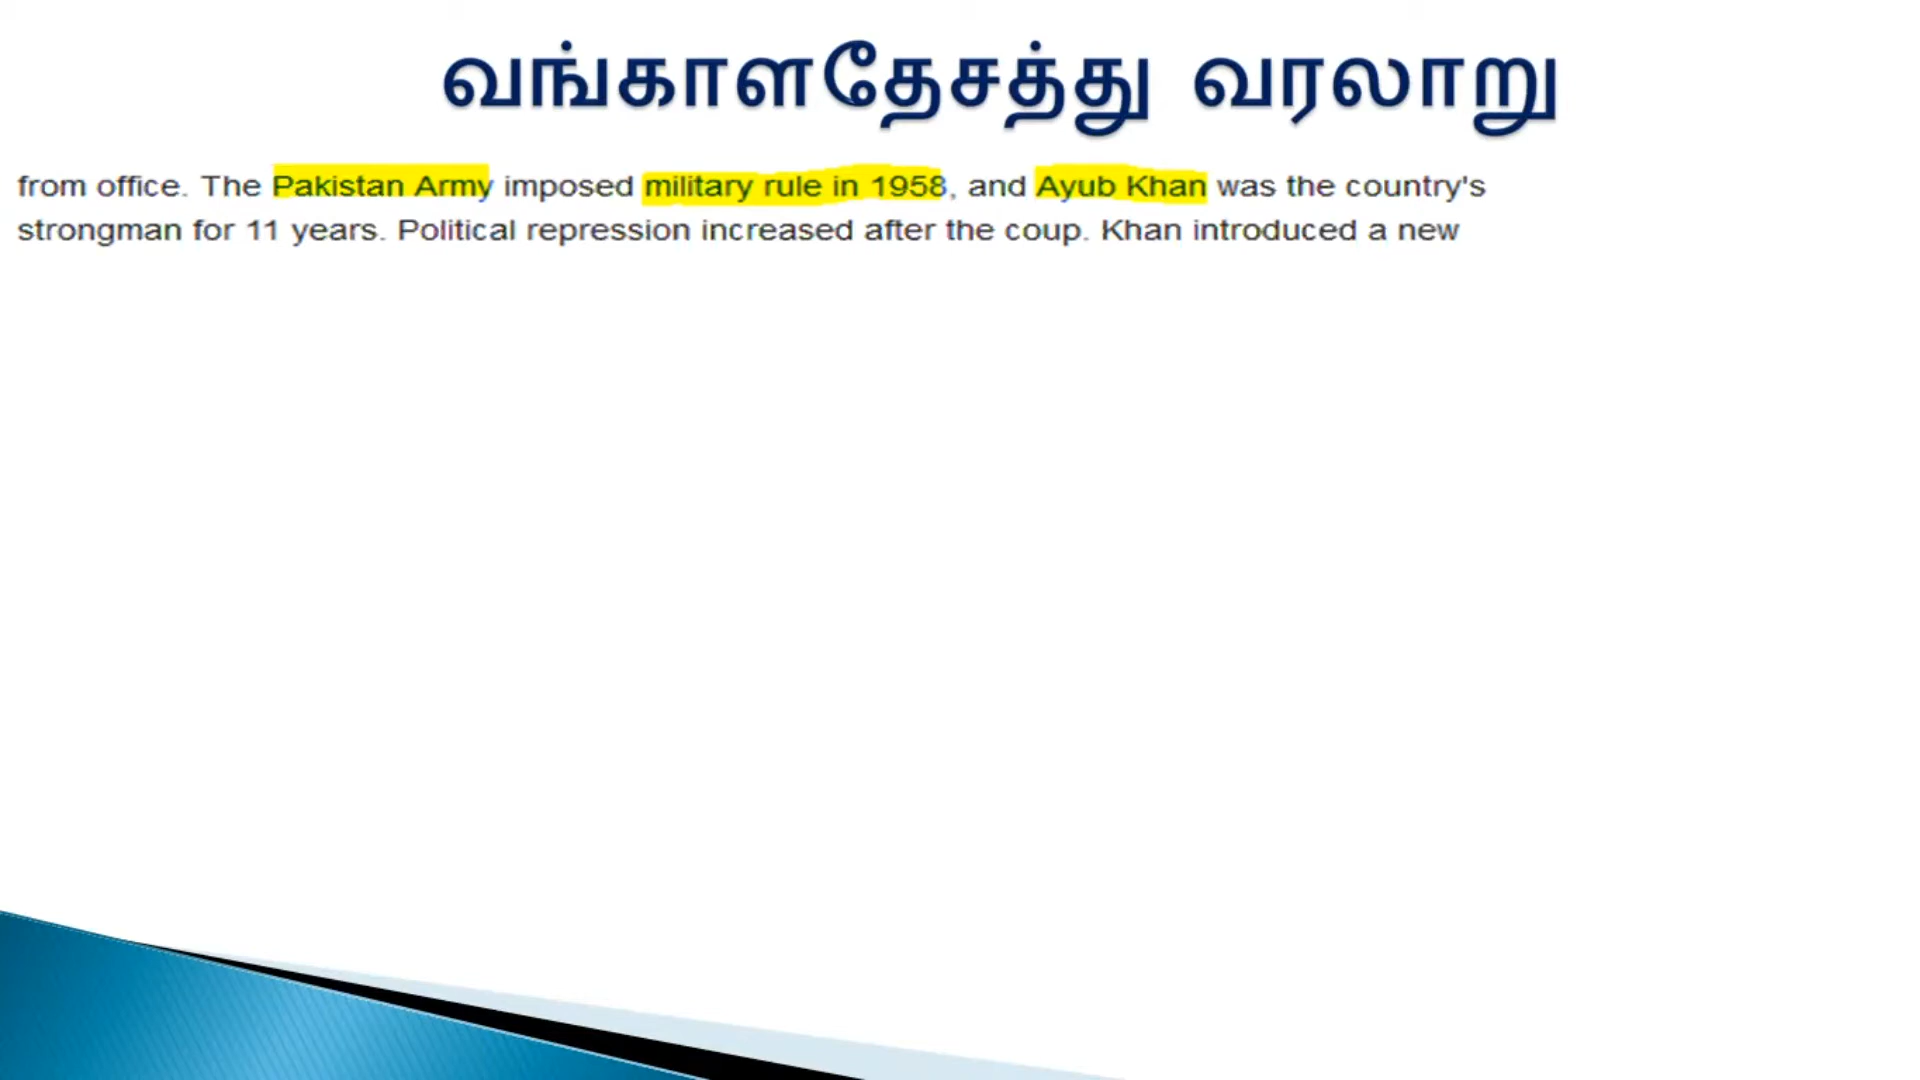 வங்காளதேசத்து வரலாறு
from office. The Pakistan Army imposed military rule in 1958, and Ayub Khan was the country's
strongman for 11 years. Political repression increased after the coup. Khan introduced a new